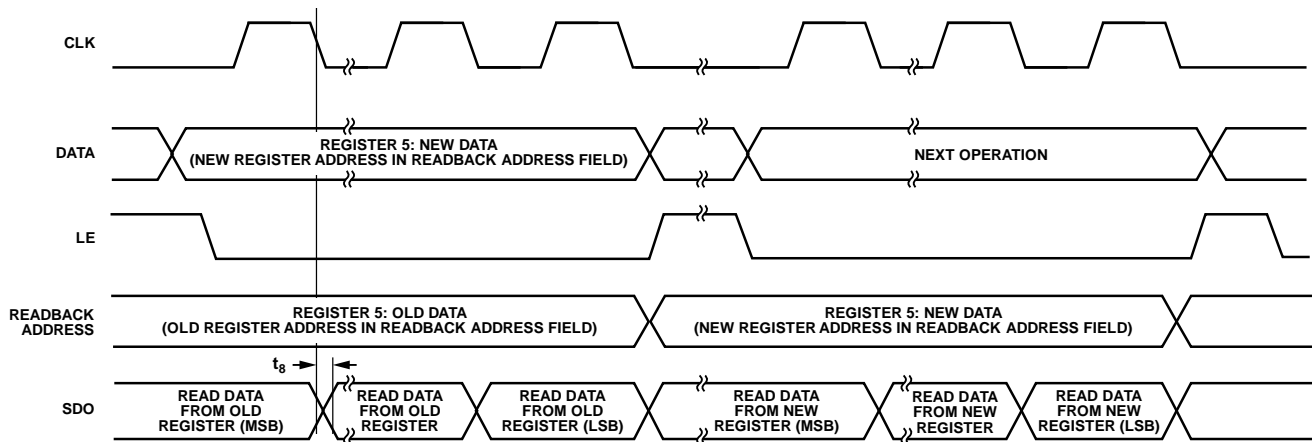 CLK
DATA
REGISTER 5: NEW DATA
(NEW REGISTER ADDRESS IN READBACK ADDRESS FIELD)
NEXT OPERATION
LE
READBACK
ADDRESS
REGISTER 5: OLD DATA
(OLD REGISTER ADDRESS IN READBACK ADDRESS FIELD)
REGISTER 5: NEW DATA
(NEW REGISTER ADDRESS IN READBACK ADDRESS FIELD)
t8
SDO
READ DATA
FROM OLD
REGISTER (MSB)
READ DATA
FROM OLD
REGISTER
READ DATA
FROM OLD
REGISTER (LSB)
READ DATA
FROM NEW
REGISTER (MSB)
READ DATA
FROM NEW
REGISTER
READ DATA
FROM NEW
REGISTER (LSB)